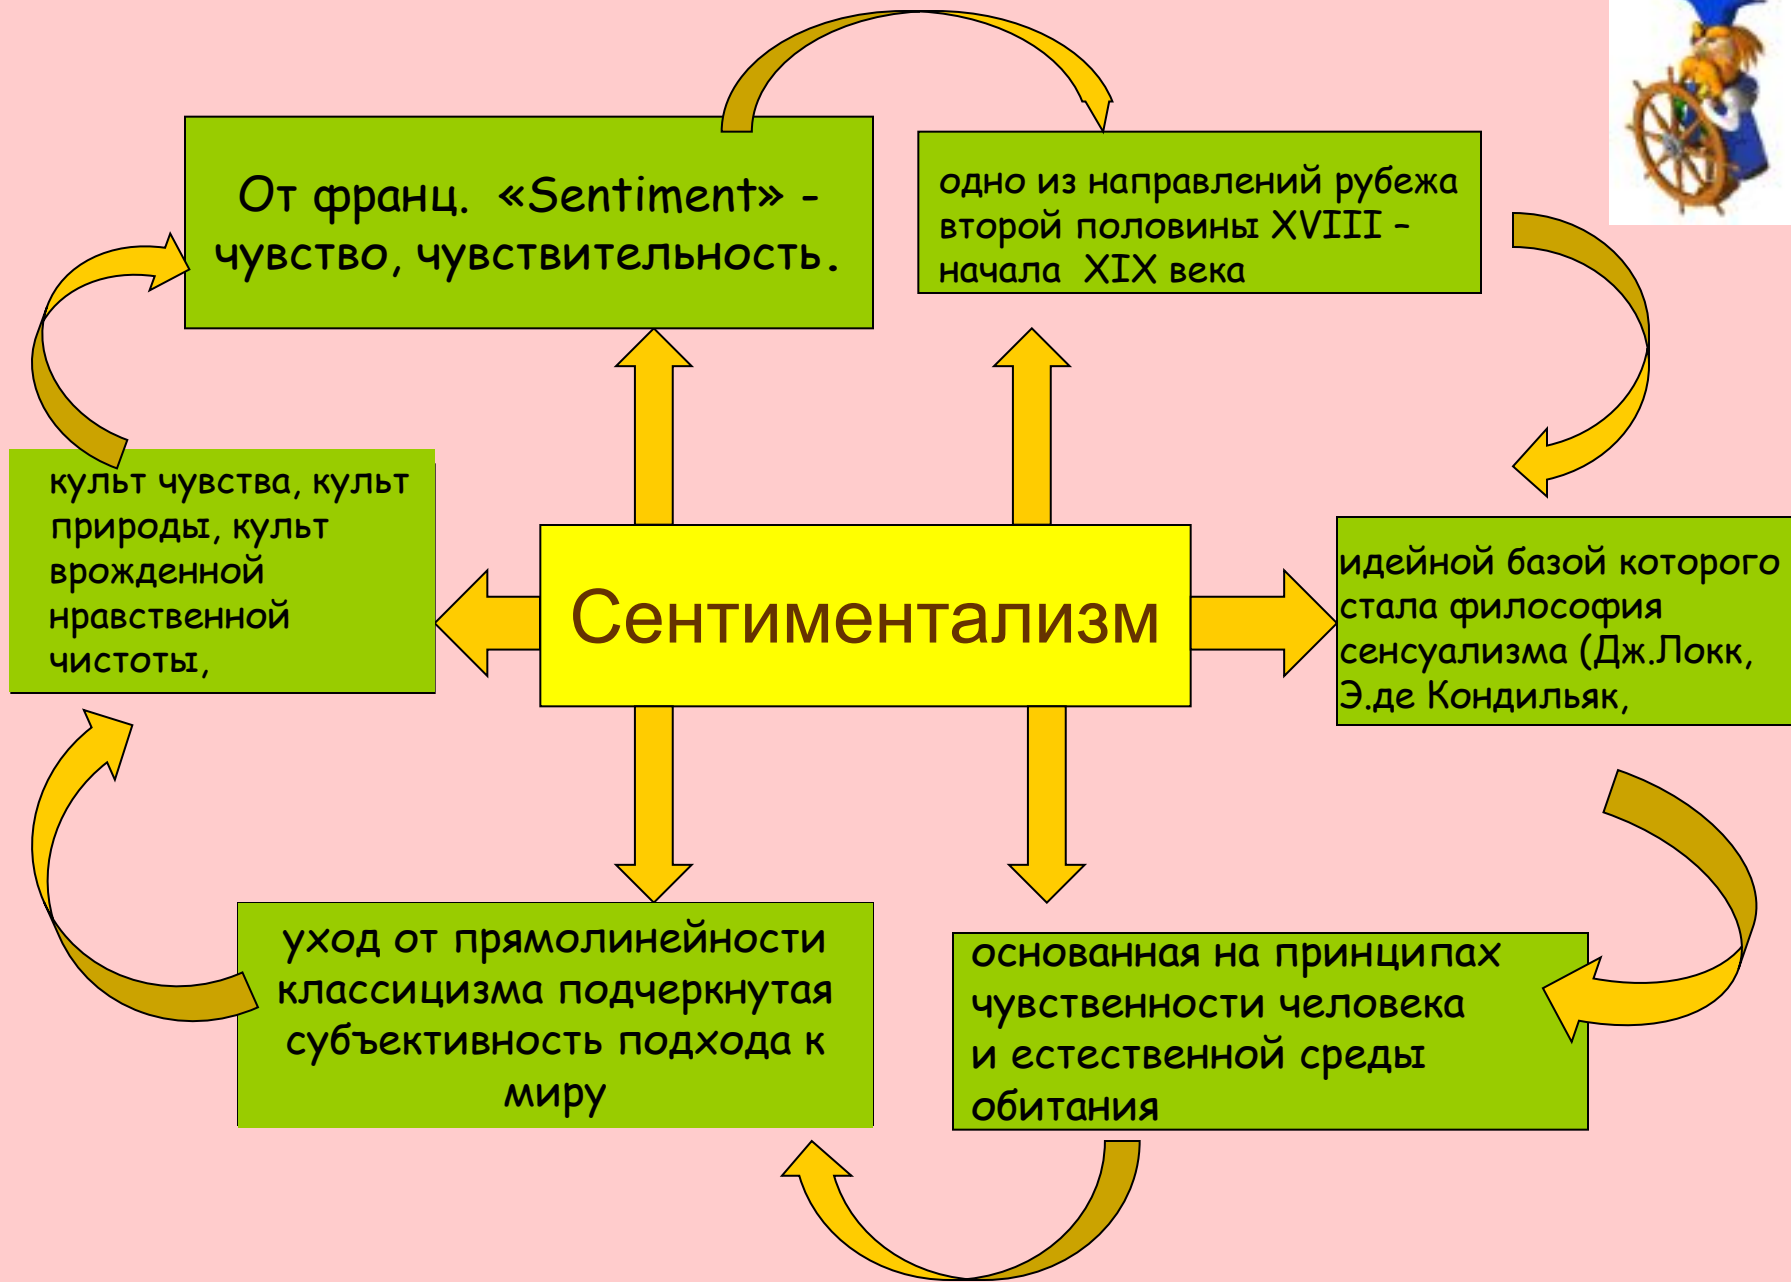 От франц. «Sentiment» -
чувство, чувствительность.
одно из направлений рубежа
второй половины XVIII –
начала XIX века
культ чувства, культ
природы, культ
врожденной
нравственной
чистоты,
Сентиментализм
идейной базой которого
стала философия
сенсуализма (Дж.Локк,
Э.де Кондильяк,
уход от прямолинейности
классицизма подчеркнутая
субъективность подхода к
миру
основанная на принципах
чувственности человека
и естественной среды
обитания